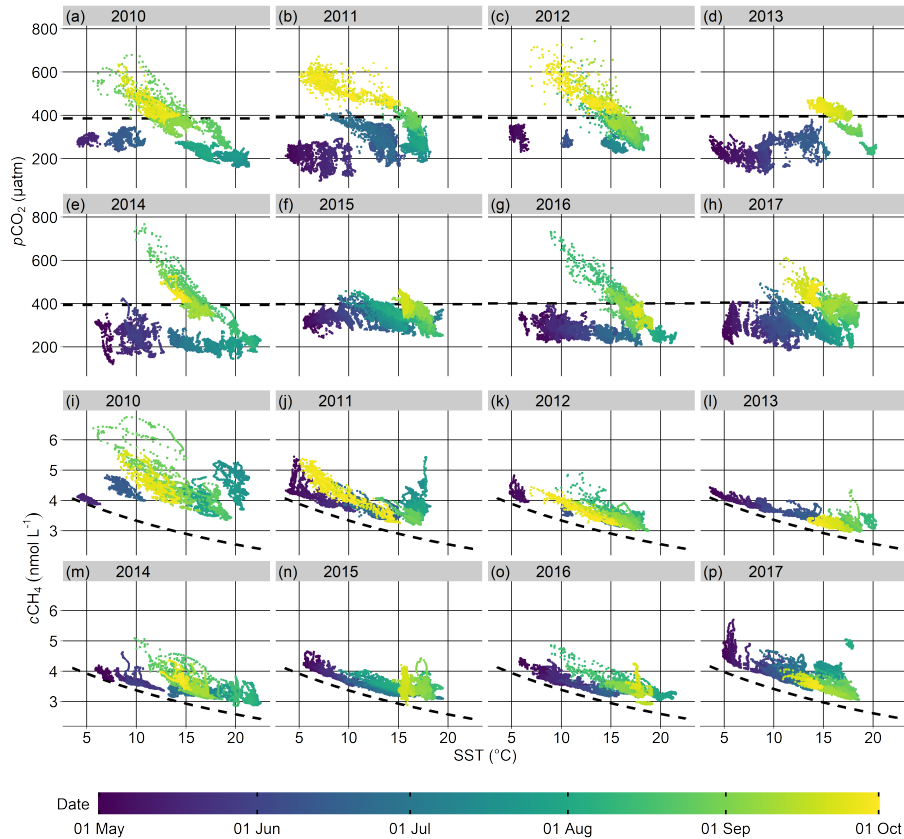 (a) 2010 (b) 2011 (c) 2012 (d) 2013
800
600
400
200
(e) 2014 (f) 2015 (g) 2016 (h) 2017
800
600
400
200
pCO₂ (μatm)
(i) 2010 (j) 2011 (k) 2012 (l) 2013
6
5
4
3
(m) 2014 (n) 2015 (o) 2016 (p) 2017
6
5
4
3
cCH₄ (nmol L⁻¹)
5 10 15 20 5 10 15 20 5 10 15 20 5 10 15 20
SST (°C)
Date
01 May 01 Jun 01 Jul 01 Aug 01 Sep 01 Oct